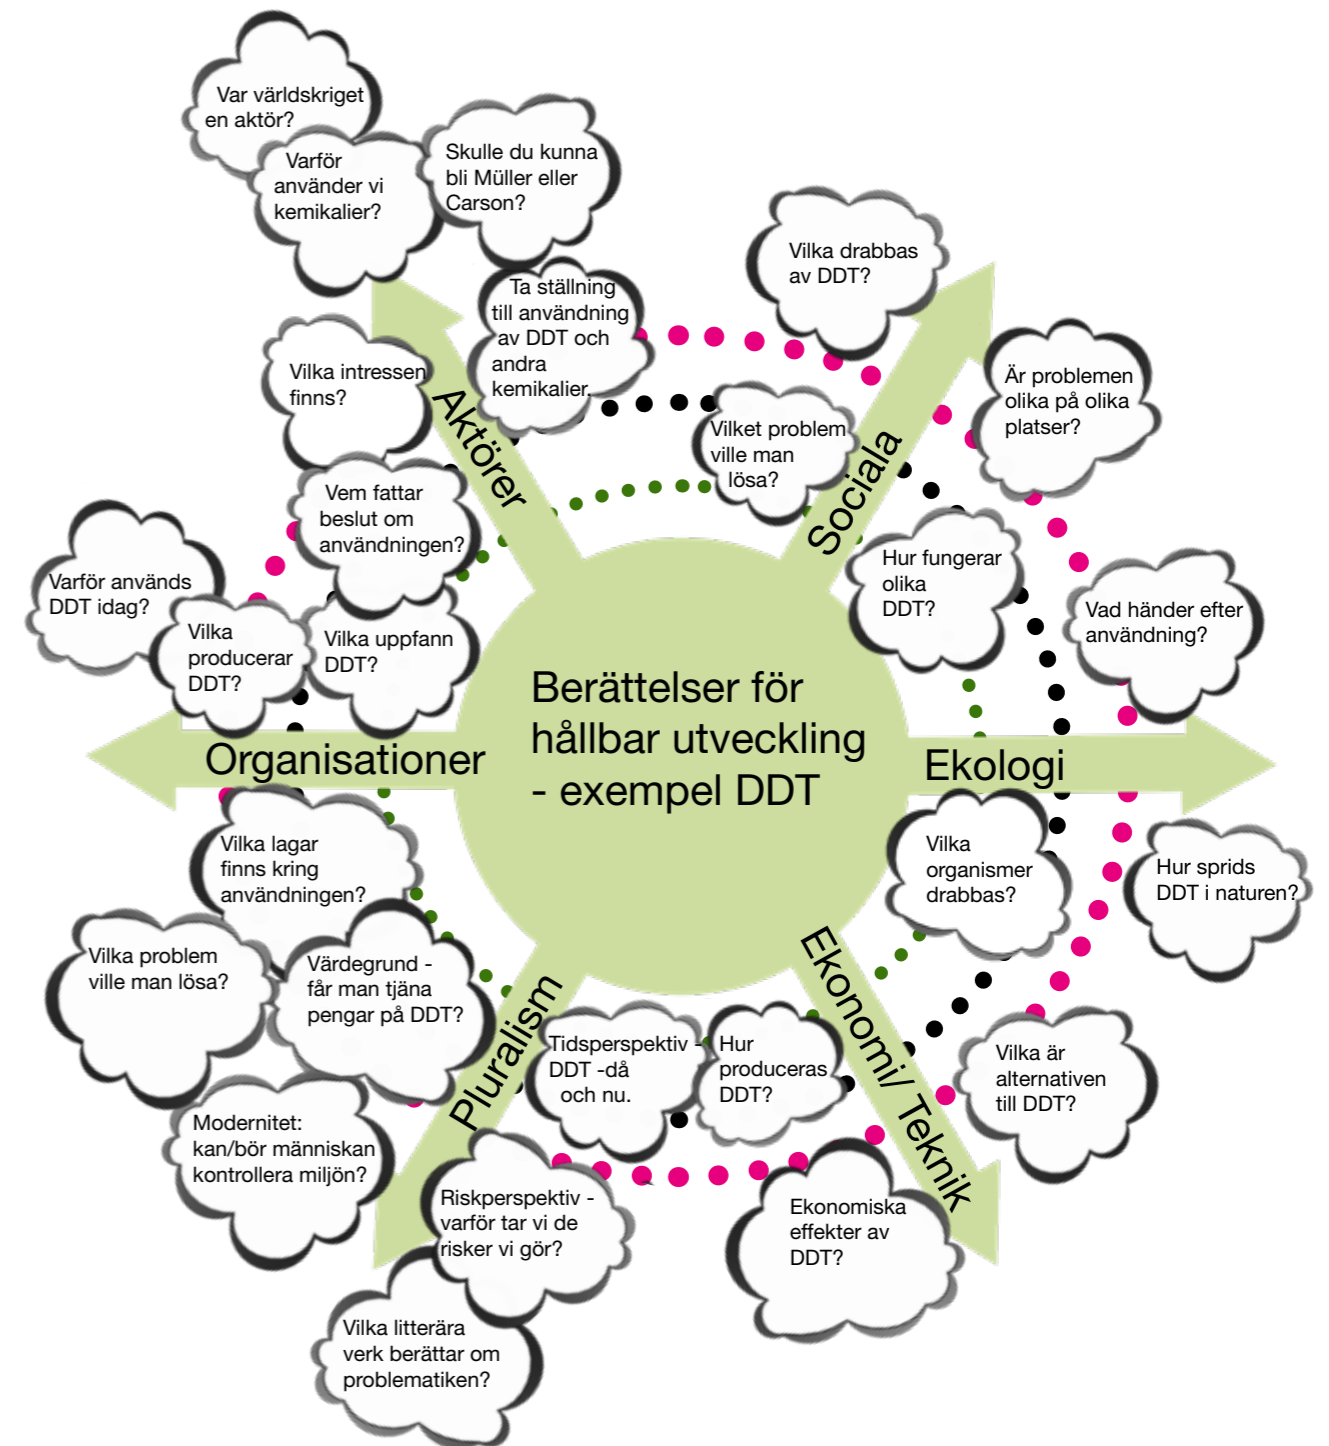 Var världskriget
en aktör?
Varför
använder vi
kemikalier?
Skulle du kunna
bli Müller eller
Carson?
Ta ställning
till användning
av DDT och
andra
kemikalier.
Vilka drabbas
av DDT?
Är problemen
olika på olika
platser?
Vilka intressen
finns?
Aktörer
Vilket problem
ville man
lösa?
Sociala
Vem fattar
beslut om
användningen?
Hur fungerar
olika
DDT?
Varför används
DDT idag?
Vilka
producerar
DDT?
Vilka uppfann
DDT?
Vad händer efter
användning?
Berättelser för
hållbar utveckling
- exempel DDT
Organisationer
Ekologi
Vilka lagar
finns kring
användningen?
Vilka
organismer
drabbas?
Hur sprids
DDT i naturen?
Vilka problem
ville man lösa?
Värdegrund -
får man tjäna
pengar på DDT?
Pluralism
Tidsperspektiv -
DDT -då
och nu.
Hur
produceras
DDT?
Ekonomi/ Teknik
Vilka är
alternativen
till DDT?
Modernitet:
kan/bör människan
kontrollera miljön?
Riskperspektiv -
varför tar vi de
risker vi gör?
Ekonomiska
effekter av
DDT?
Vilka litterära
verk berättar om
problematiken?